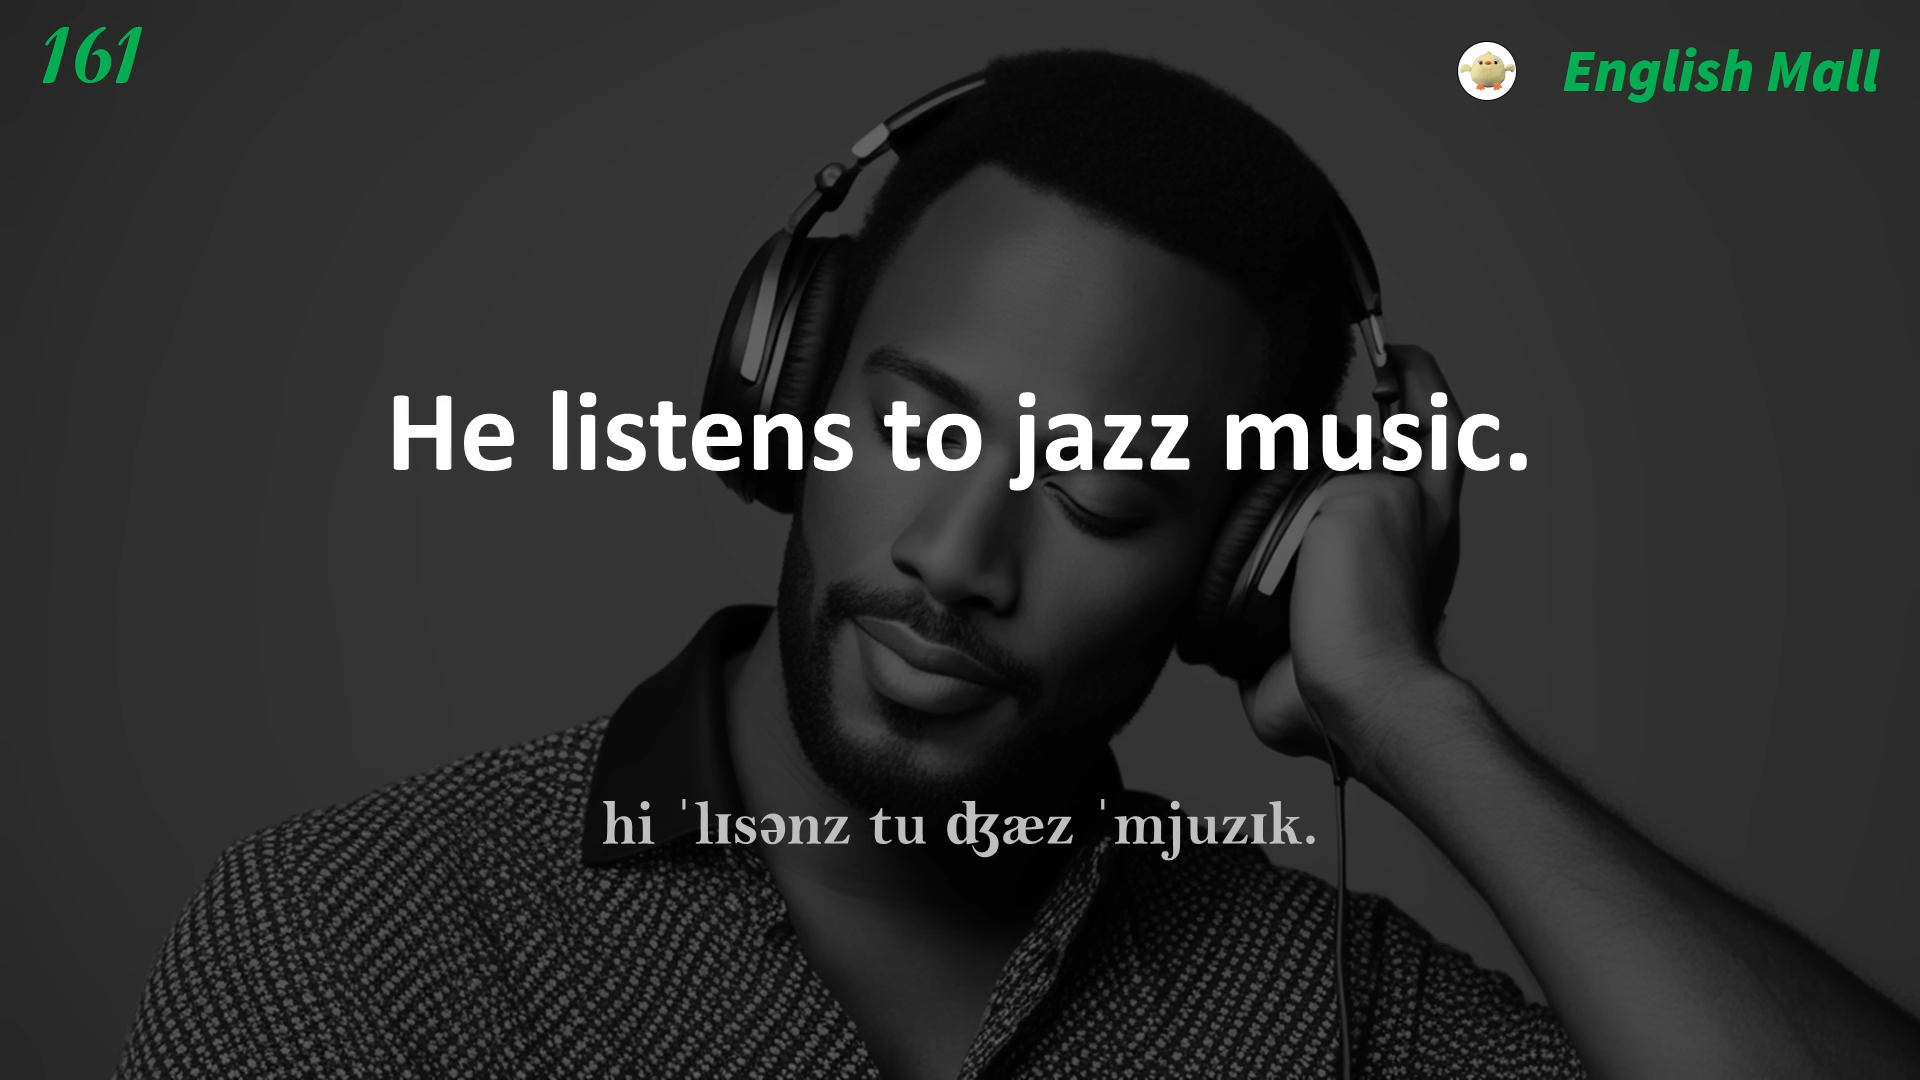 161
English Mall
He listens to jazz music.
hi ˈlɪsənz tu ʤæz ˈmjuzɪk.